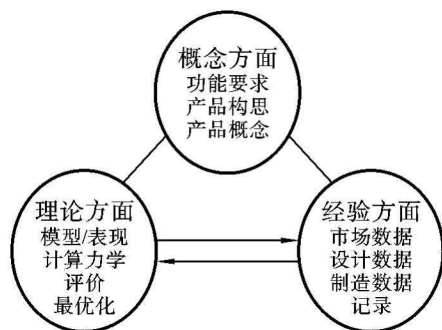 概念方面
功能要求
产品构思
产品概念
理论方面
模型/表现
计算力学
评价
最优化
经验方面
市场数据
设计数据
制造数据
记录